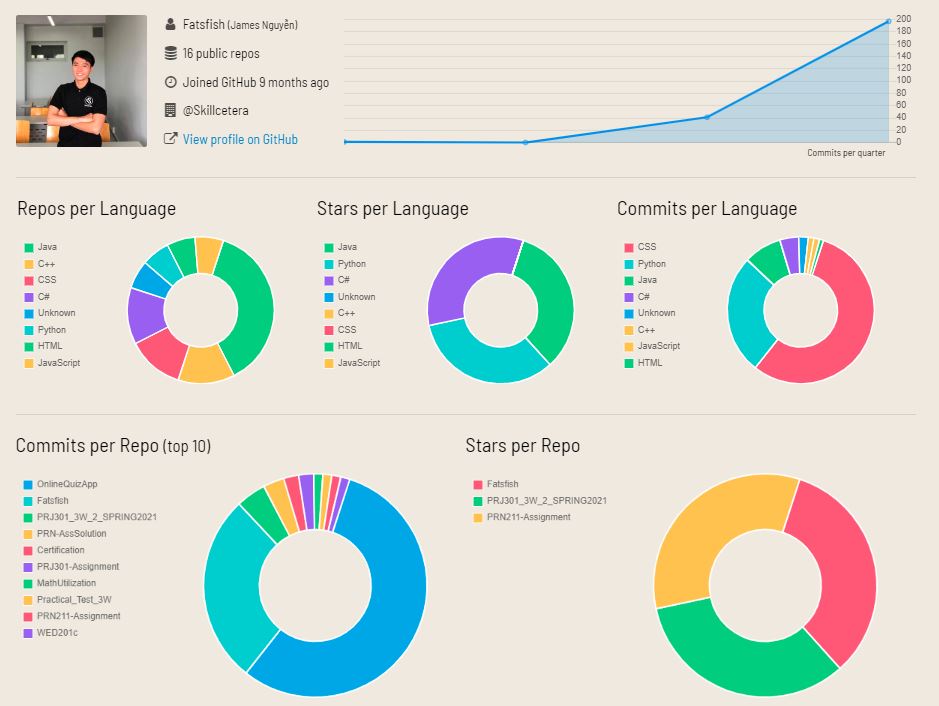 Fatsfish (James Nguyễn)
16 public repos
Joined GitHub 9 months ago
@Skillcetera
View profile on GitHub
200
180
160
140
120
100
80
60
40
20
0
Commits per quarter
Repos per Language
Java
C++
CSS
C#
Unknown
Python
HTML
JavaScript
Stars per Language
Java
Python
C#
Unknown
C++
CSS
HTML
JavaScript
Commits per Language
CSS
Python
Java
C#
Unknown
C++
JavaScript
HTML
Commits per Repo (top 10)
OnlineQuizApp
Fatsfish
PRJ301_3W_2_SPRING2021
PRN-AssSolution
Certification
PRJ301-Assignment
MathUtilization
Practical_Test_3W
PRN211-Assignment
WED201c
Stars per Repo
Fatsfish
PRJ301_3W_2_SPRING2021
PRN211-Assignment